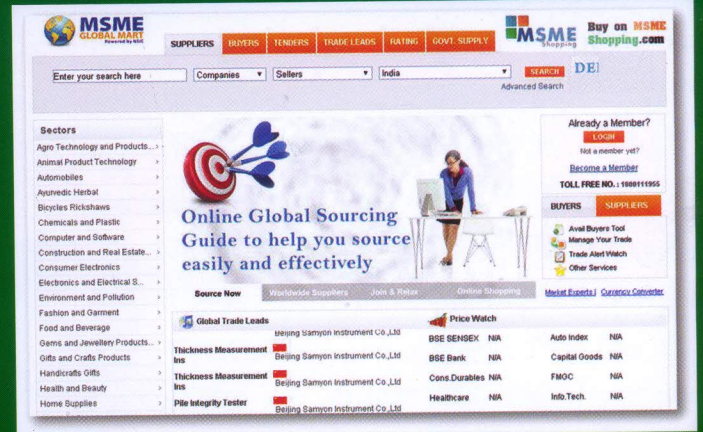 MSME
GLOBAL MART
Powered by NSIC
SUPPLIERS
BUYERS
TENDERS
TRADE LEADS
RATING
GOVT. SUPPLY
MSME
Shopping
Buy on MSME
Shopping.com
Enter your search here
Companies
Sellers
India
SEARCH
DE
Advanced Search
Sectors
Agro Technology and Products...
Animal Product Technology
Automobiles
Ayurvedic Herbal
Bicycles Rickshaws
Chemicals and Plastic
Computer and Software
Construction and Real Estate...
Consumer Electronics
Electronics and Electrical S...
Environment and Pollution
Fashion and Garment
Food and Beverage
Gems and Jewellery Products...
Gifts and Crafts Products
Handicrafts Gifts
Health and Beauty
Home Supplies
Online Global Sourcing
Guide to help you source
easily and effectively
Source Now
Worldwide Suppliers
Join & Relax
Online Shopping
Already a Member?
LOGIN
Not a member yet?
Become a Member
TOLL FREE NO. : 1800111955
BUYERS
SUPPLIERS
Avail Buyers Tool
Manage Your Trade
Trade Alert Watch
Other Services
Market Experts | Currency Converter
Global Trade Leads
Beijing Samyon Instrument Co.,Ltd
Thickness Measurement
Ins
Beijing Samyon Instrument Co.,Ltd
Thickness Measurement
Ins
Beijing Samyon Instrument Co.,Ltd
Pile Integrity Tester
Beijing Samyon Instrument Co.,Ltd
Price Watch
BSE SENSEX N/A Auto Index N/A
BSE Bank N/A Capital Goods N/A
Cons.Durables N/A FMGC N/A
Healthcare N/A Info.Tech. N/A